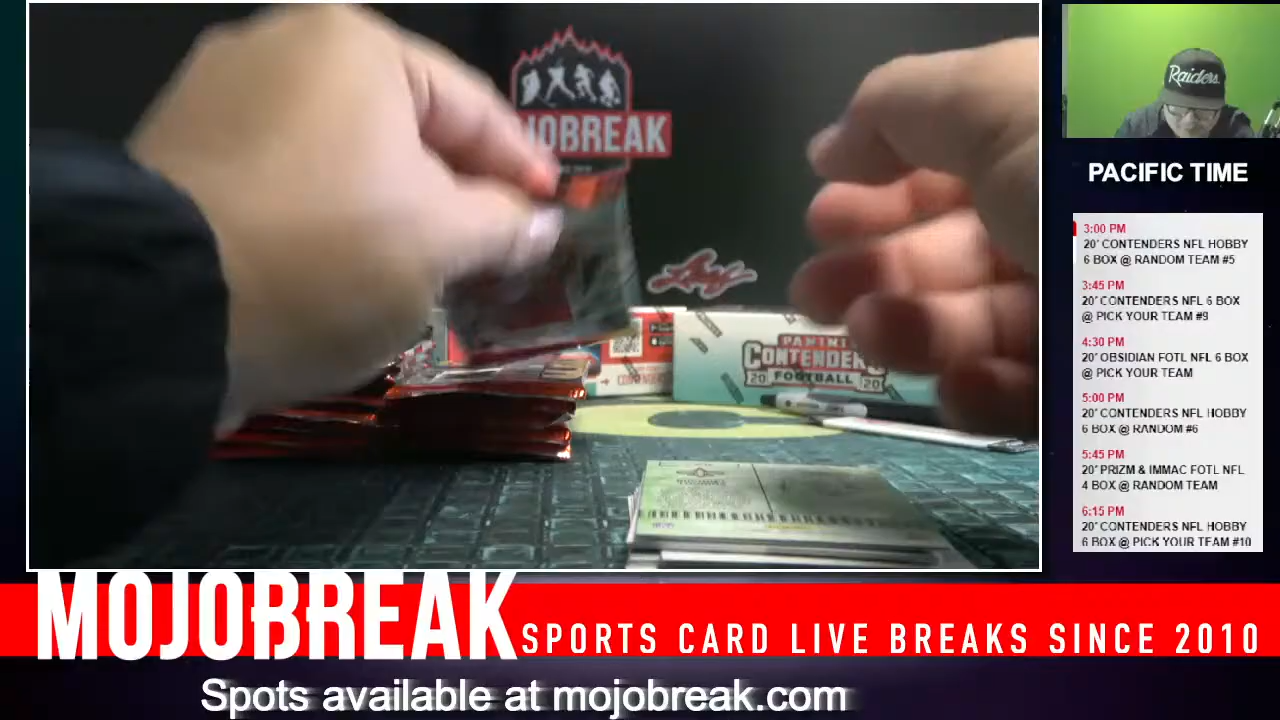 MOJOBREAK
Raiders
PACIFIC TIME
3:00 PM
20' CONTENDERS NFL HOBBY
6 BOX @ RANDOM TEAM #5
3:45 PM
20' CONTENDERS NFL 6 BOX
@ PICK YOUR TEAM #9
4:30 PM
20' OBSIDIAN FOTL NFL 6 BOX
@ PICK YOUR TEAM
5:00 PM
20' CONTENDERS NFL HOBBY
6 BOX @ RANDOM #6
5:45 PM
20' PRIZM & IMMAC FOTL NFL
4 BOX @ RANDOM TEAM
6:15 PM
20' CONTENDERS NFL HOBBY
6 BOX @ PICK YOUR TEAM #10
Leaf
PANINI
CONTENDERS
20 FOOTBALL 20
MOJOBREAK SPORTS CARD LIVE BREAKS SINCE 2010
Spots available at mojobreak.com